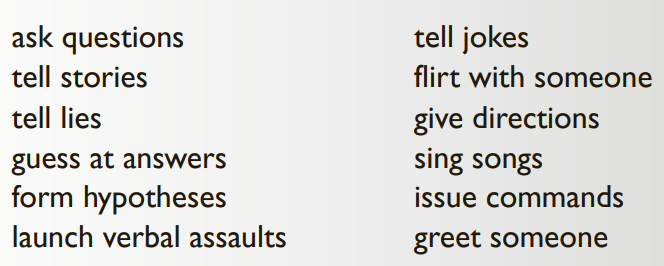 ask questions
tell stories
tell lies
guess at answers
form hypotheses
launch verbal assaults
tell jokes
flirt with someone
give directions
sing songs
issue commands
greet someone